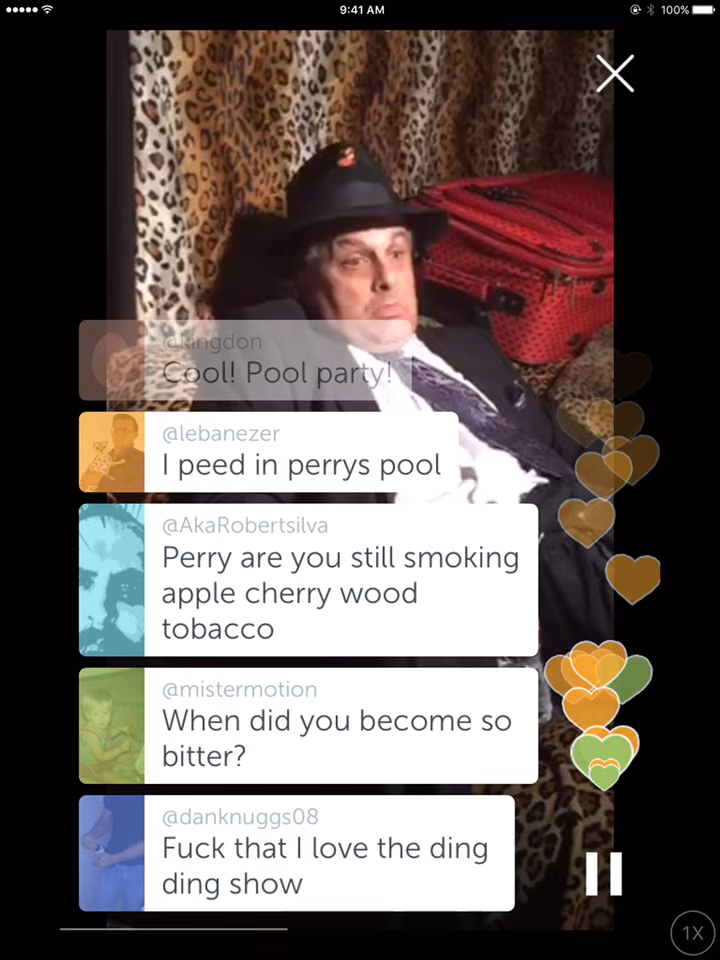 9:41 AM
100%
@kingdon
Cool! Pool party!
@lebanezer
I peed in perrys pool
@AkaRobertsilva
Perry are you still smoking
apple cherry wood
tobacco
@mistermotion
When did you become so
bitter?
@danknuggs08
Fuck that I love the ding
ding show
1X